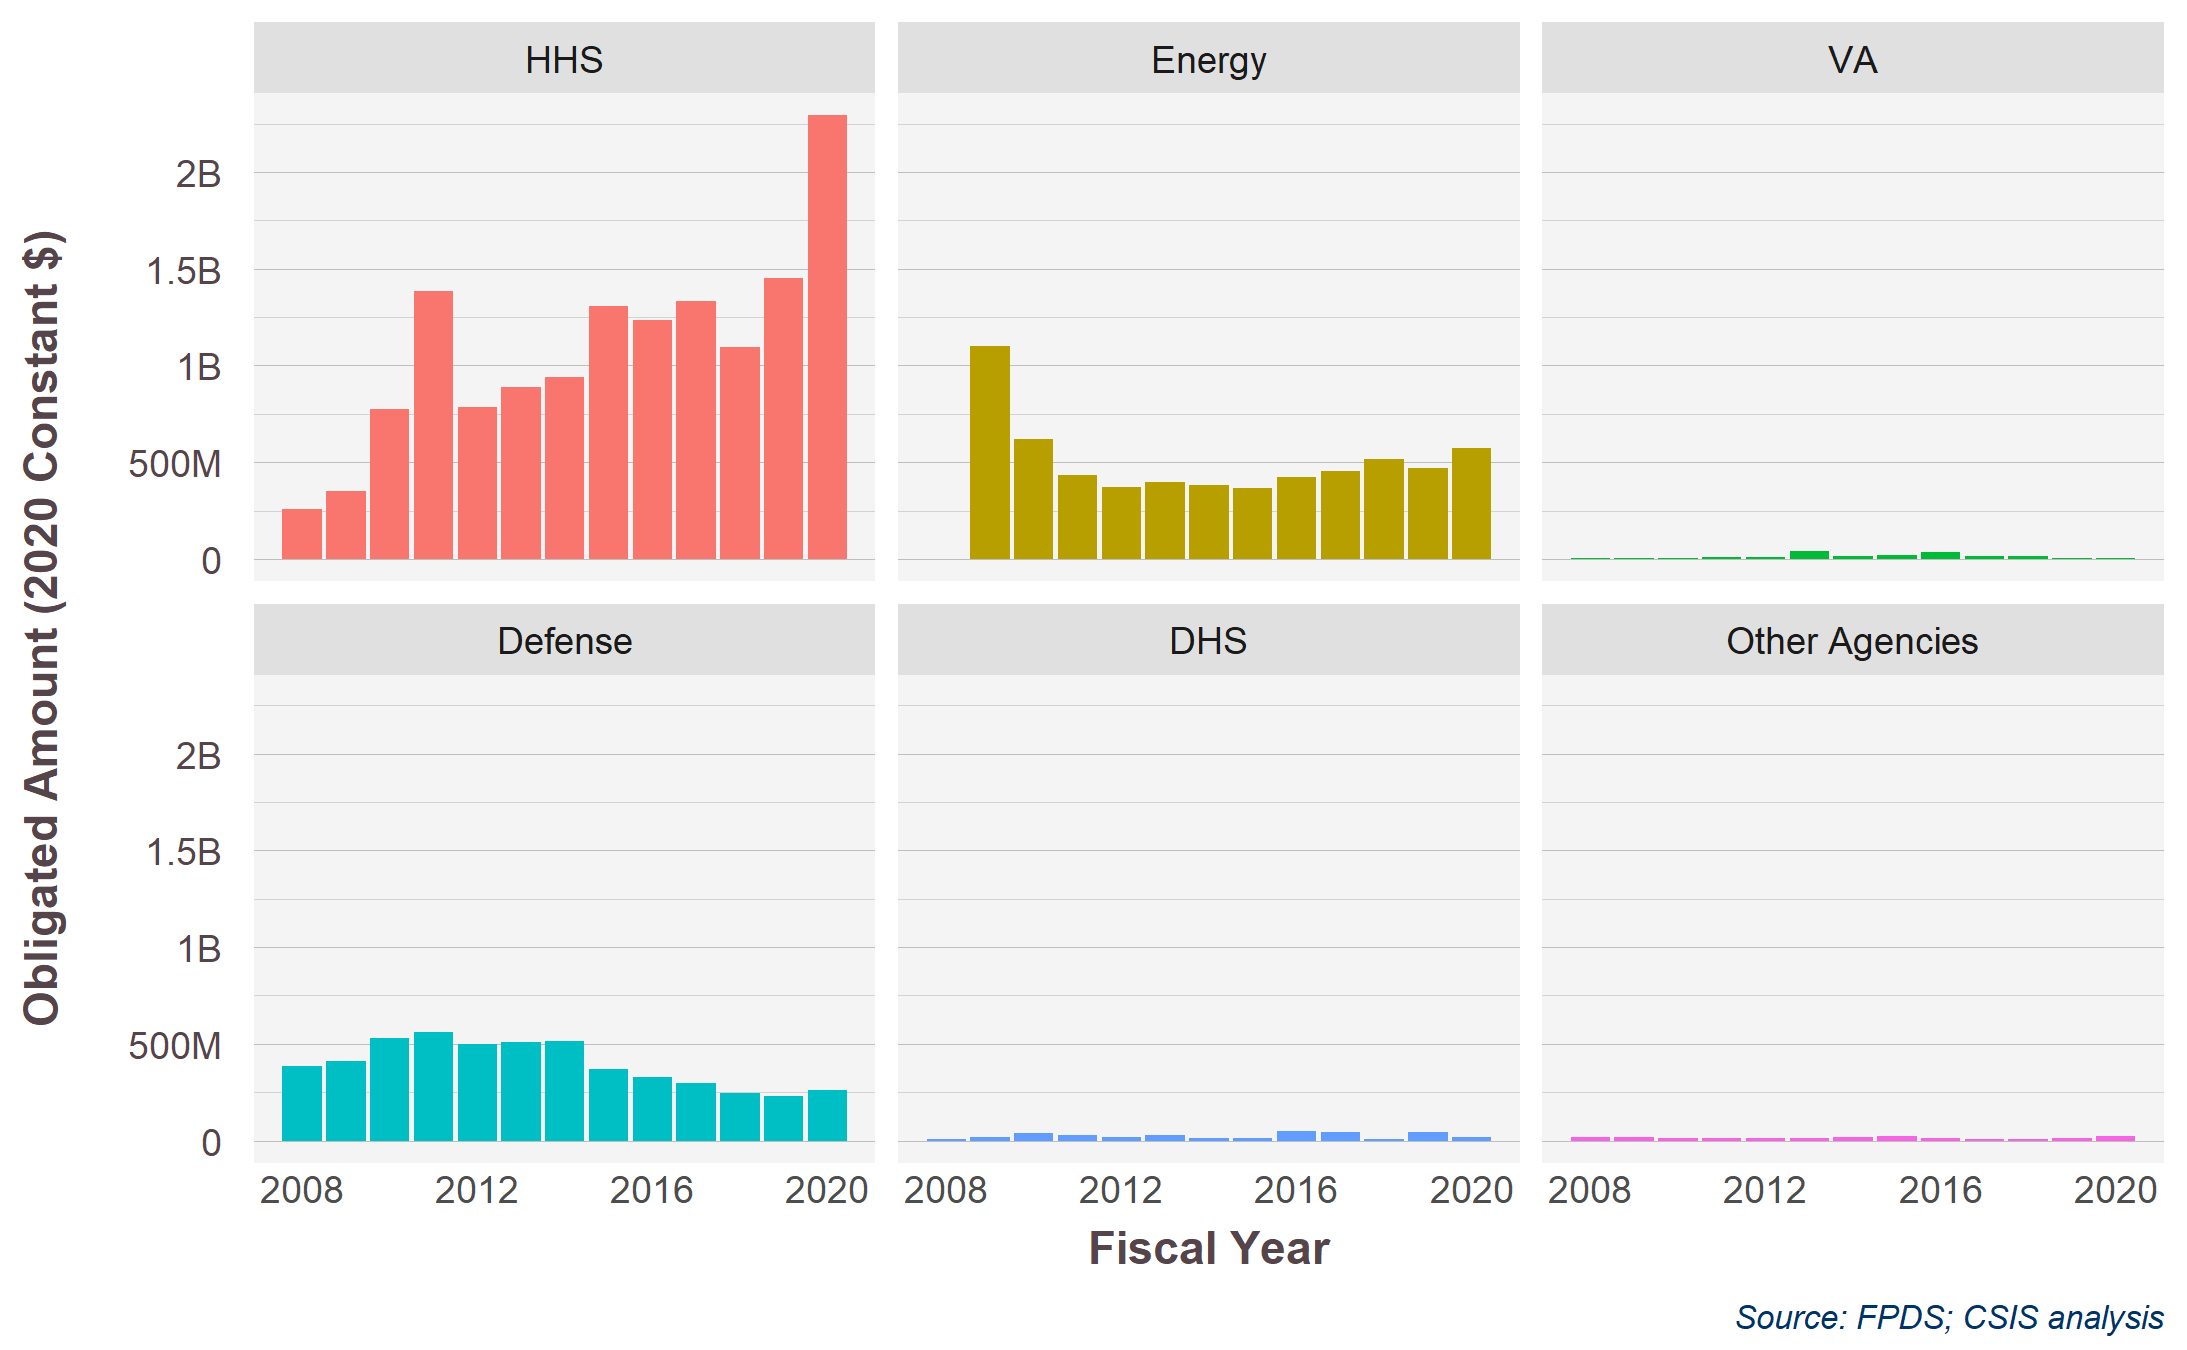 HHS
Energy
VA
2B
1.5B
1B
500M
0
Defense
DHS
Other Agencies
2B
1.5B
1B
500M
0
2008 2012 2016 2020
2008 2012 2016 2020
2008 2012 2016 2020
Obligated Amount (2020 Constant $)
Fiscal Year
Source: FPDS; CSIS analysis